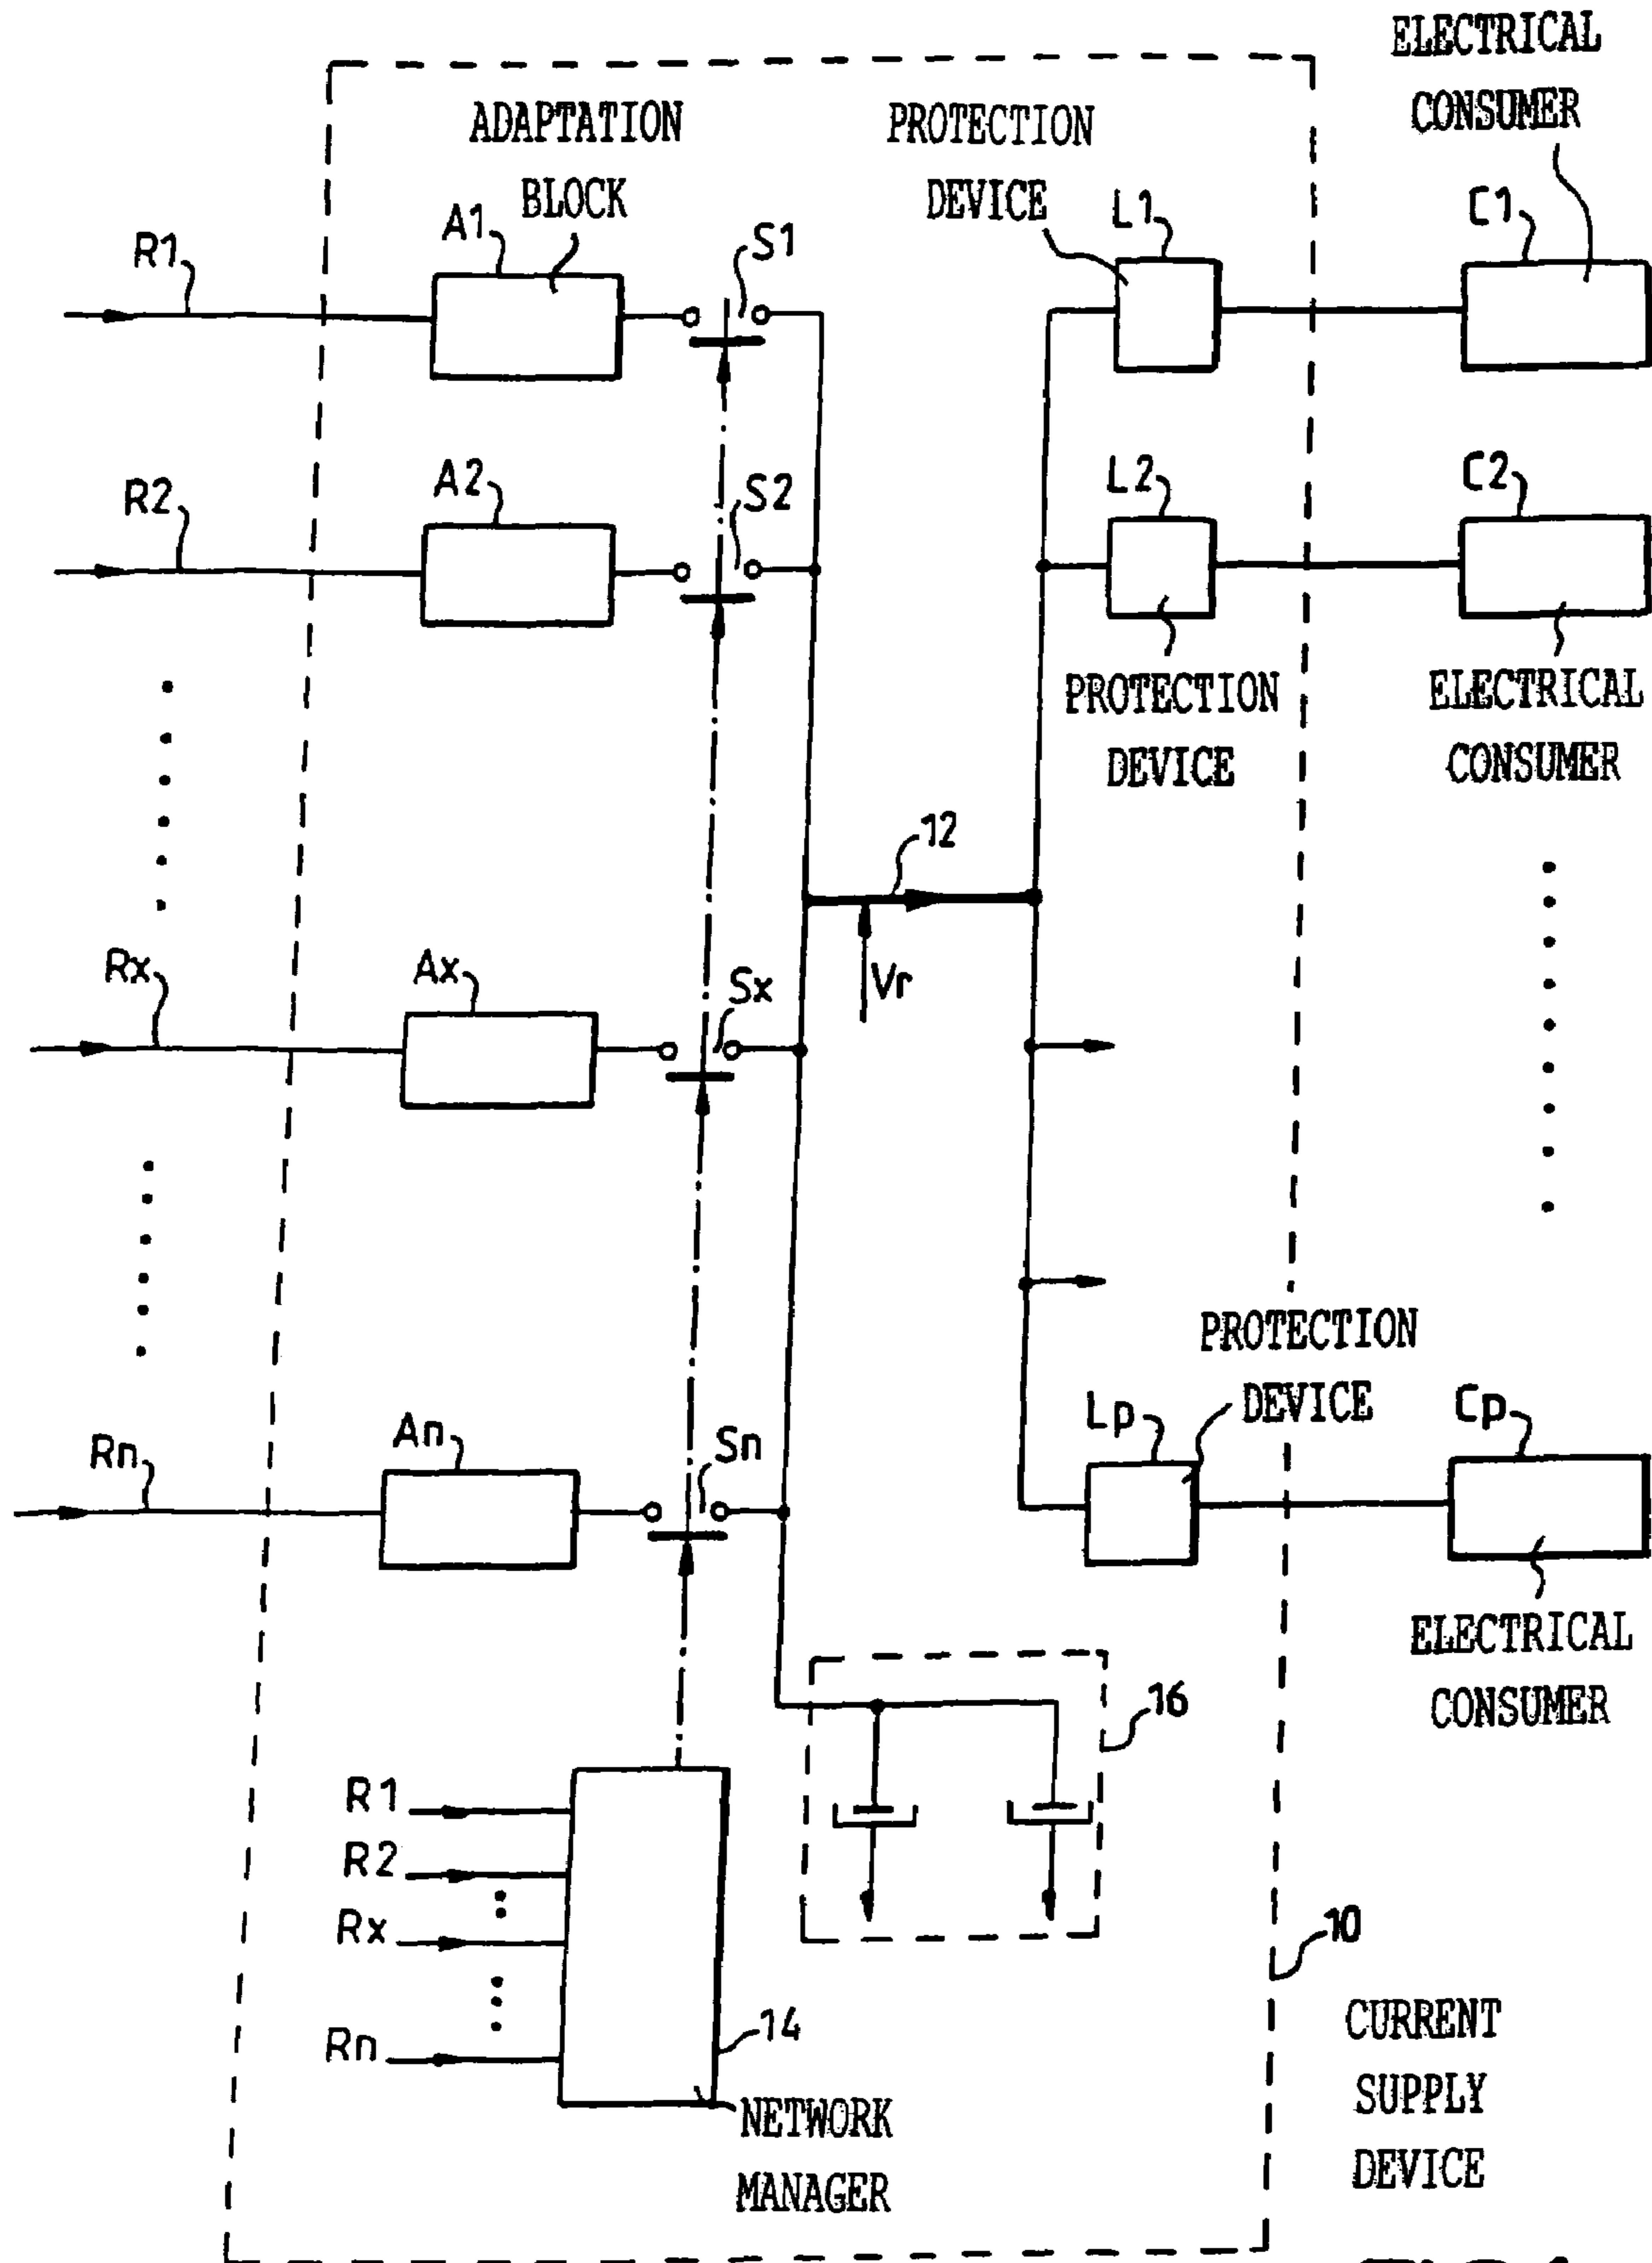 ELECTRICAL
CONSUMER
ADAPTATION
BLOCK
PROTECTION
DEVICE
R1
A1
S1
L1
C1
R2
A2
S2
L2
C2
PROTECTION
DEVICE
ELECTRICAL
CONSUMER
12
Vr
Rx
Ax
Sx
PROTECTION
DEVICE
Rn
An
Sn
Lp
Cp
ELECTRICAL
CONSUMER
16
R1
R2
Rx
Rn
14
NETWORK
MANAGER
10
CURRENT
SUPPLY
DEVICE